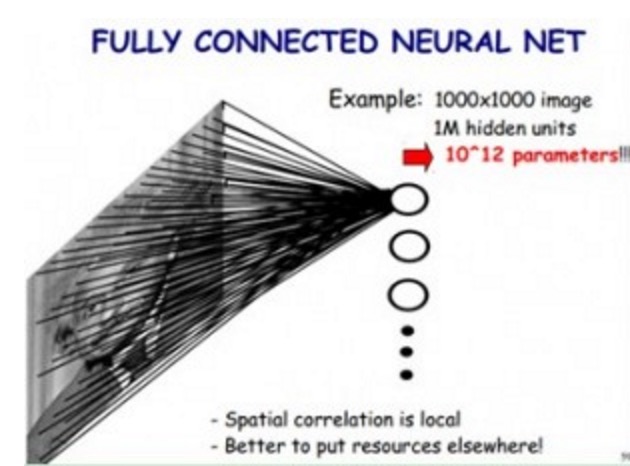 FULLY CONNECTED NEURAL NET
Example: 1000x1000 image
1M hidden units
10^12 parameters!!!
- Spatial correlation is local
- Better to put resources elsewhere!